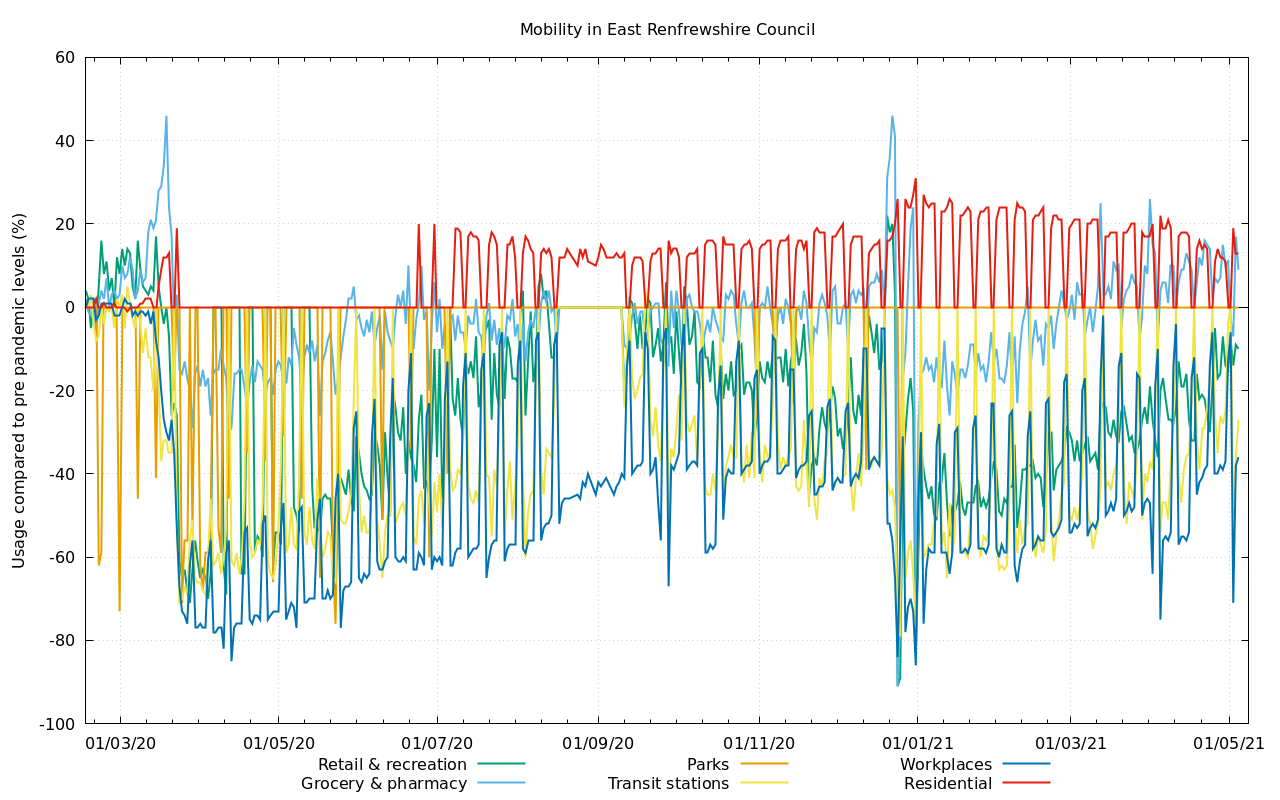 Mobility in East Renfrewshire Council
Usage compared to pre pandemic levels (%)
60
40
20
0
-20
-40
-60
-80
-100
01/03/20 01/05/20 01/07/20 01/09/20 01/11/20 01/01/21 01/03/21 01/05/21
Retail & recreation Parks Workplaces
Grocery & pharmacy Transit stations Residential